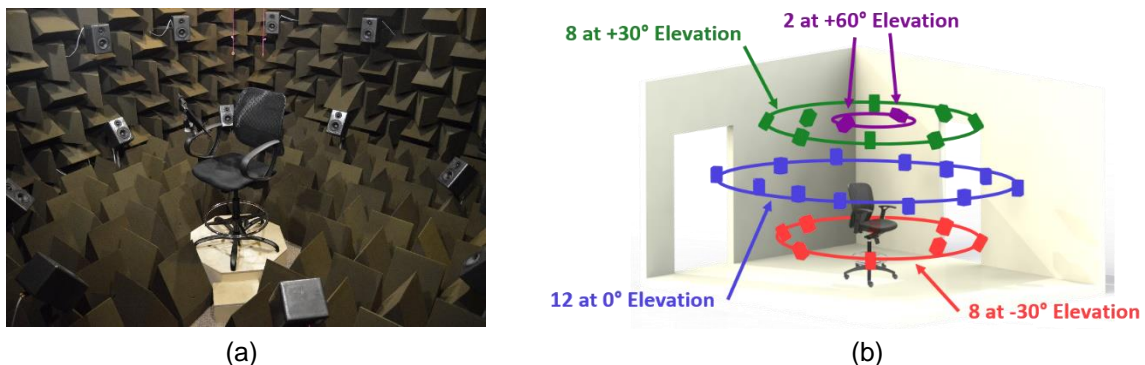 2 at +60° Elevation
8 at +30° Elevation
12 at 0° Elevation
8 at -30° Elevation
(a)
(b)